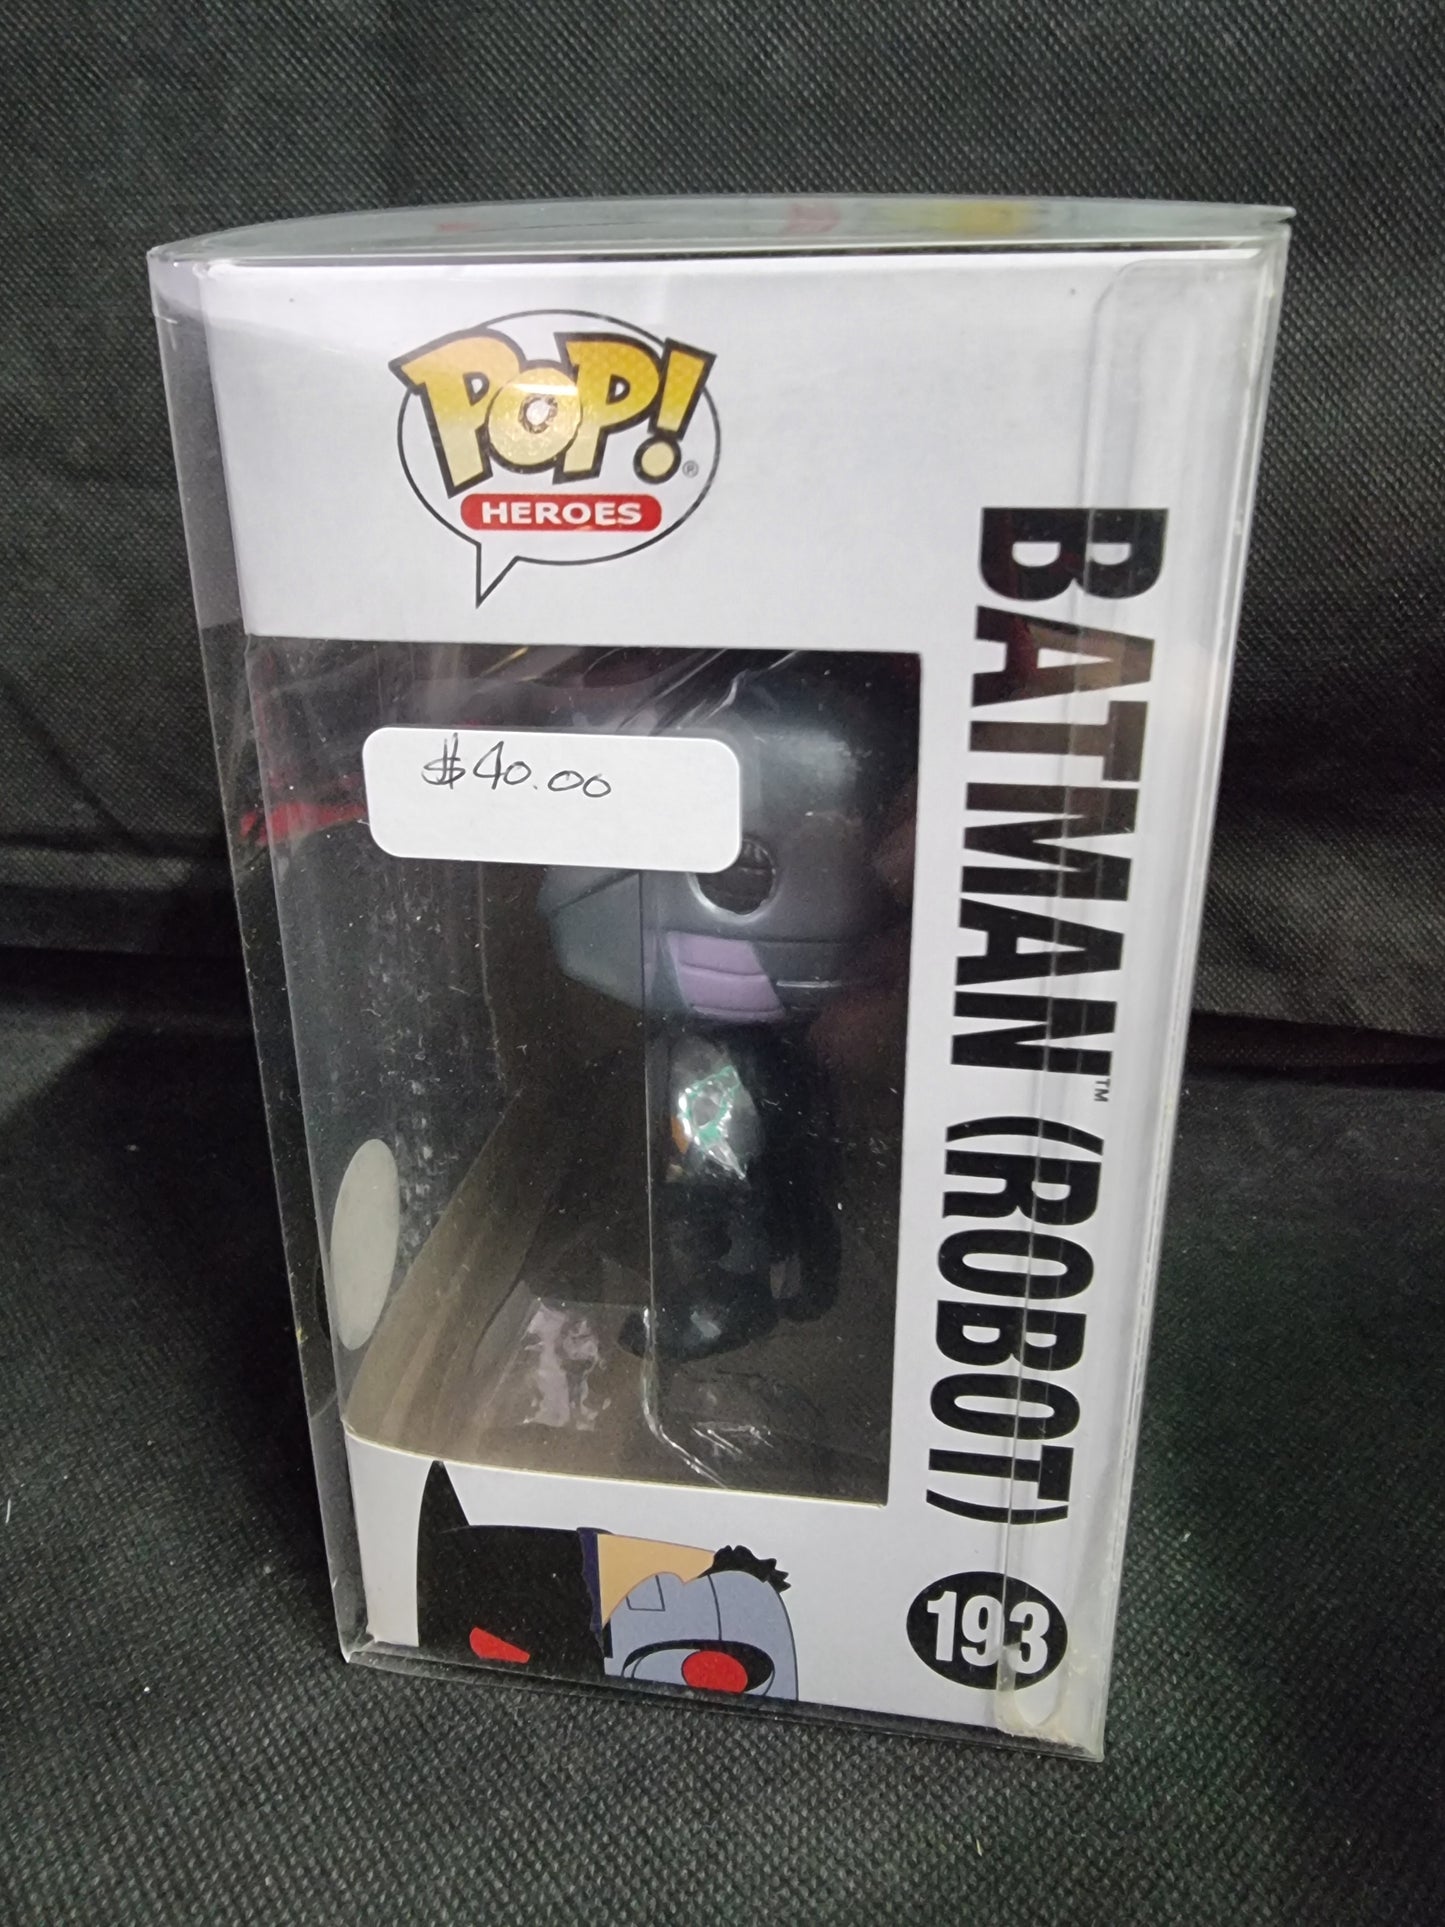 POP!®
HEROES
$40.00
BATMAN™ (ROBOT)
193